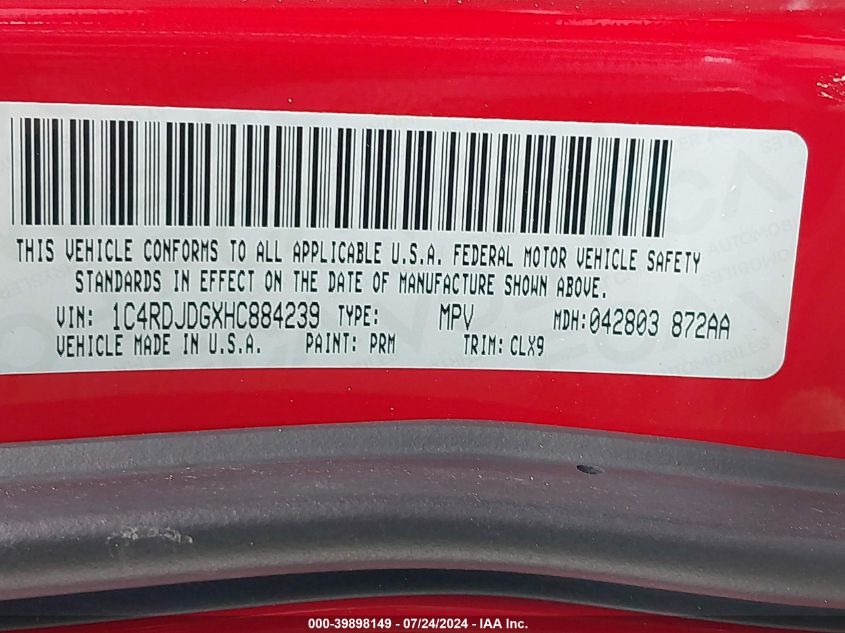 THIS VEHICLE CONFORMS TO ALL APPLICABLE U.S.A. FEDERAL MOTOR VEHICLE SAFETY
STANDARDS IN EFFECT ON THE DATE OF MANUFACTURE SHOWN ABOVE.
VIN: 1C4RDJDGXHC884239 TYPE: MPV MDH: 042803 872AA
VEHICLE MADE IN U.S.A. PAINT: PRM TRIM: CLX9
000-39898149 - 07/24/2024 - IAA Inc.